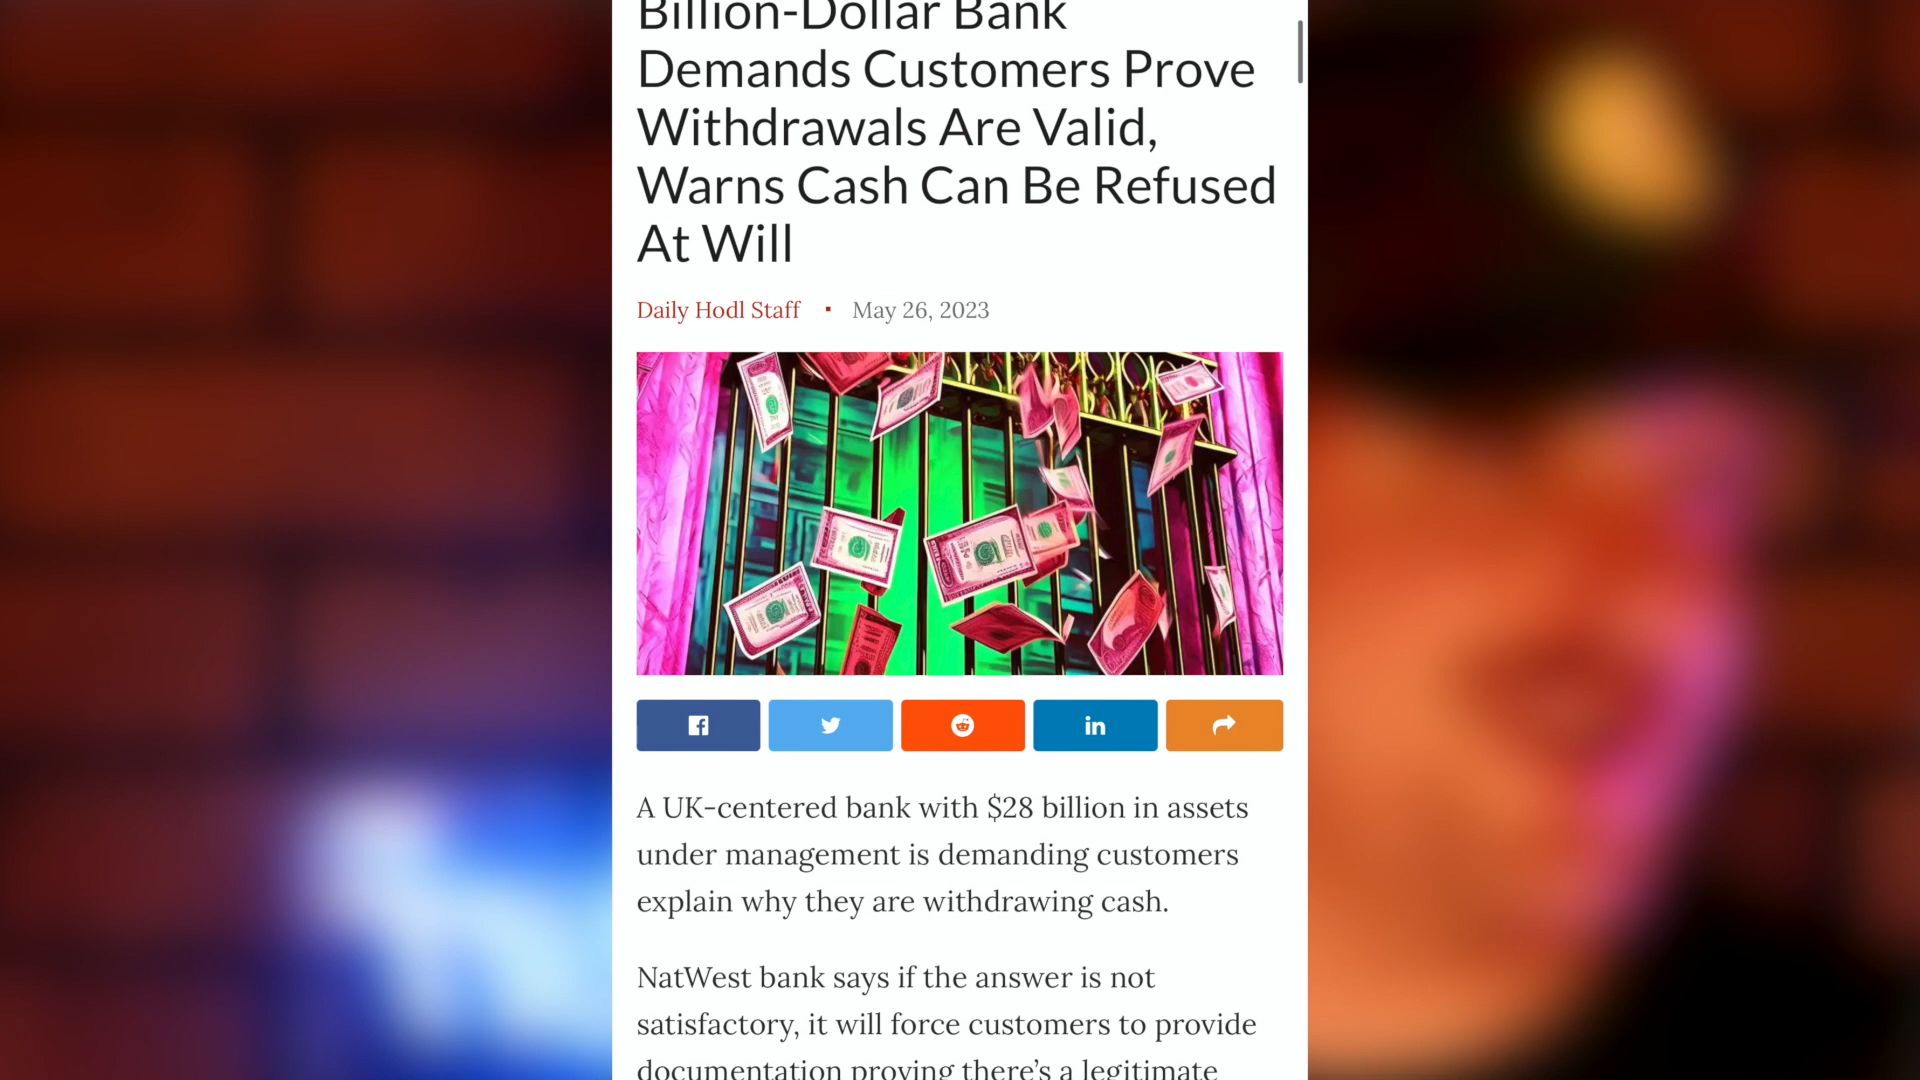 Billion-Dollar Bank
Demands Customers Prove
Withdrawals Are Valid,
Warns Cash Can Be Refused
At Will
Daily Hodl Staff ▪ May 26, 2023
in
A UK-centered bank with $28 billion in assets
under management is demanding customers
explain why they are withdrawing cash.
NatWest bank says if the answer is not
satisfactory, it will force customers to provide
documentation proving there’s a legitimate